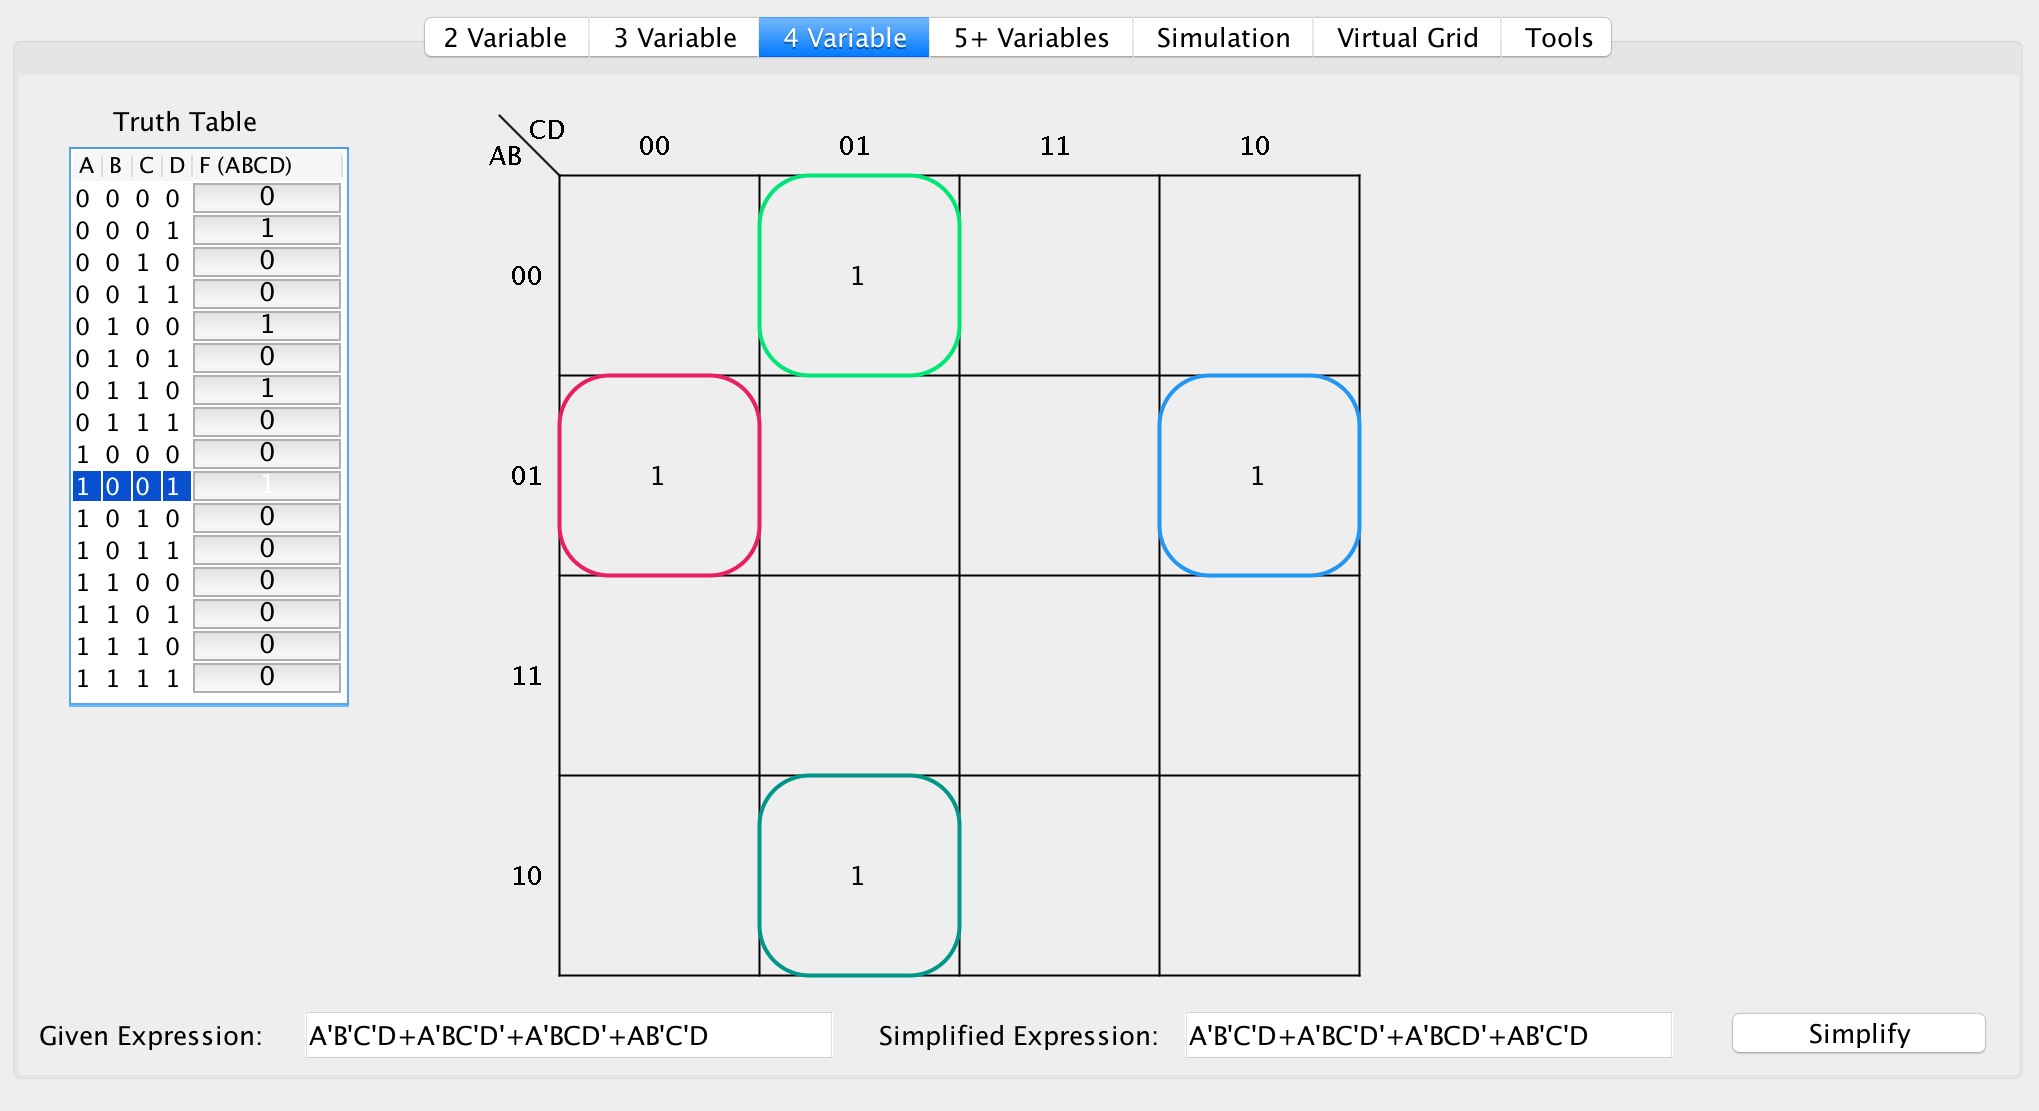 2 Variable 3 Variable 4 Variable 5+ Variables Simulation Virtual Grid Tools
Truth Table
A B C D F (ABCD)
0 0 0 0 0
0 0 0 1 1
0 0 1 0 0
0 0 1 1 0
0 1 0 0 1
0 1 0 1 0
0 1 1 0 1
0 1 1 1 0
1 0 0 0 0
1 0 0 1 1
1 0 1 0 0
1 0 1 1 0
1 1 0 0 0
1 1 0 1 0
1 1 1 0 0
1 1 1 1 0
CD
AB 00 01 11 10
00 1
01 1 1
11
10 1
Given Expression: A'B'C'D+A'BC'D'+A'BCD'+AB'C'D Simplified Expression: A'B'C'D+A'BC'D'+A'BCD'+AB'C'D Simplify